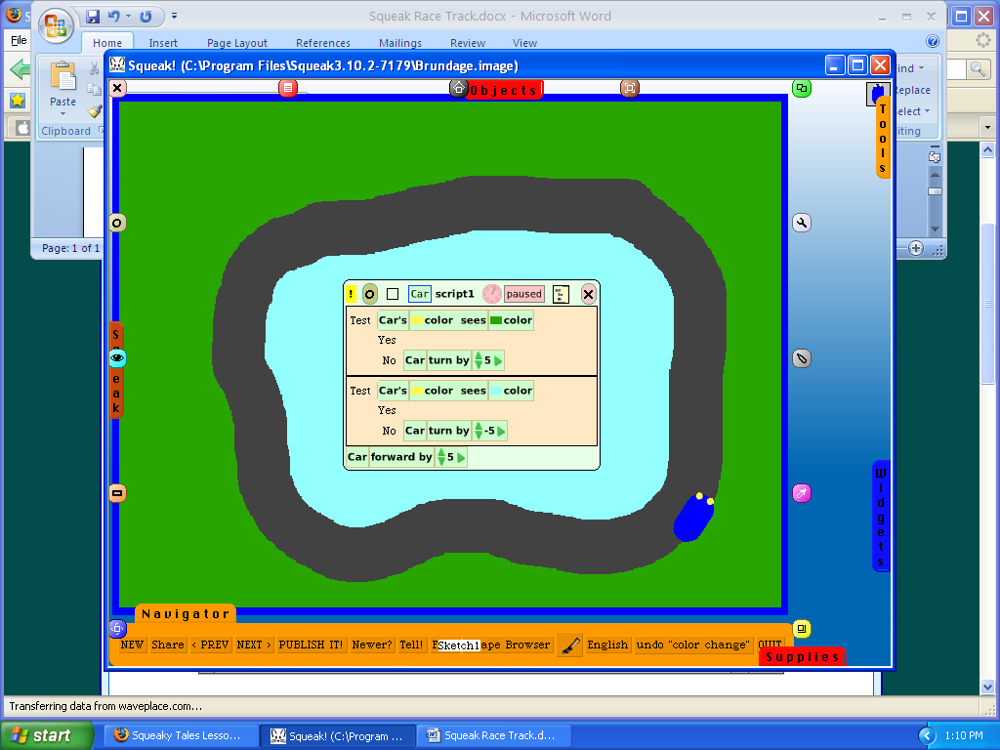 Squeak Race Track.docx - Microsoft Word
File
Home Insert Page Layout References Mailings Review View
Paste
Clipboard
ind
eplace
elect
iting
Page: 1 of 1
Squeak! (C:\Program Files\Squeak3.10.2-7179\Brundage.image)
Objects
Tools
Widgets
Car script1 paused
Test Car's color sees color
Yes
No Car turn by 5
Test Car's color sees color
Yes
No Car turn by -5
Car forward by 5
Navigator
NEW Share < PREV NEXT > PUBLISH IT! Newer? Tell! Sketch1 ape Browser English undo "color change" QUIT
Supplies
Transferring data from waveplace.com...
start Squeaky Tales Lesso... Squeak! (C:\Program ... Squeak Race Track.d... 1:10 PM